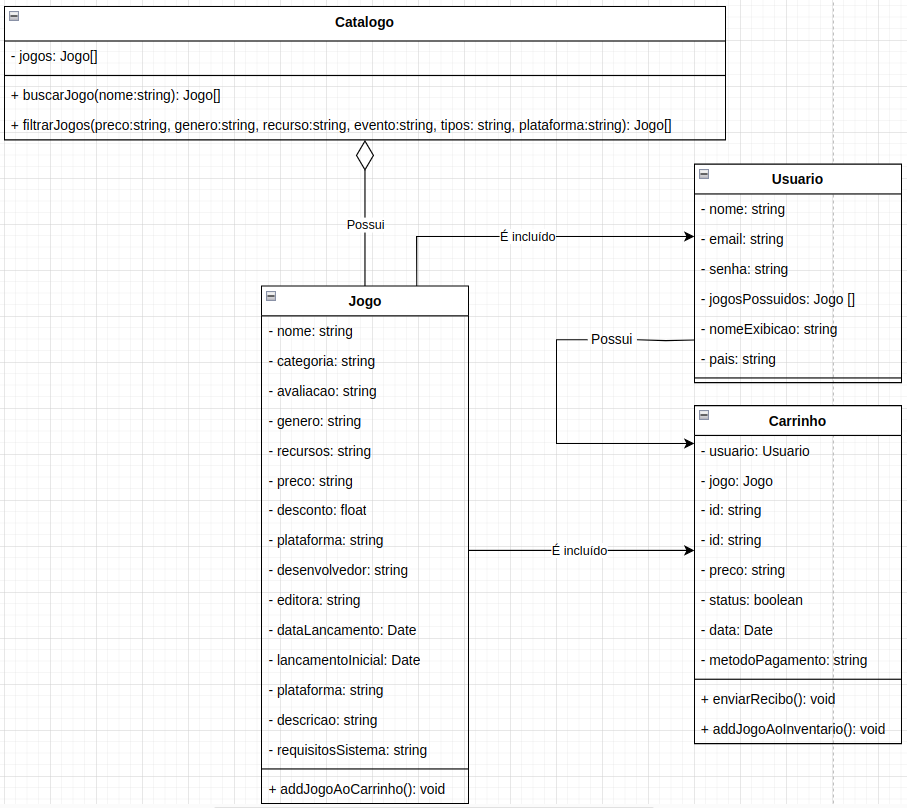 Catalogo
- jogos: Jogo[]
+ buscarJogo(nome:string): Jogo[]
+ filtrarJogos(preco:string, genero:string, recurso:string, evento:string, tipos: string, plataforma:string): Jogo[]
Possui
É incluído
Usuario
- nome: string
- email: string
- senha: string
- jogosPossuidos: Jogo []
- nomeExibicao: string
- pais: string
Possui
Jogo
- nome: string
- categoria: string
- avaliacao: string
- genero: string
- recursos: string
- preco: string
- desconto: float
- plataforma: string
- desenvolvedor: string
- editora: string
- dataLancamento: Date
- lancamentoInicial: Date
- plataforma: string
- descricao: string
- requisitosSistema: string
+ addJogoAoCarrinho(): void
É incluído
Carrinho
- usuario: Usuario
- jogo: Jogo
- id: string
- id: string
- preco: string
- status: boolean
- data: Date
- metodoPagamento: string
+ enviarRecibo(): void
+ addJogoAoInventario(): void